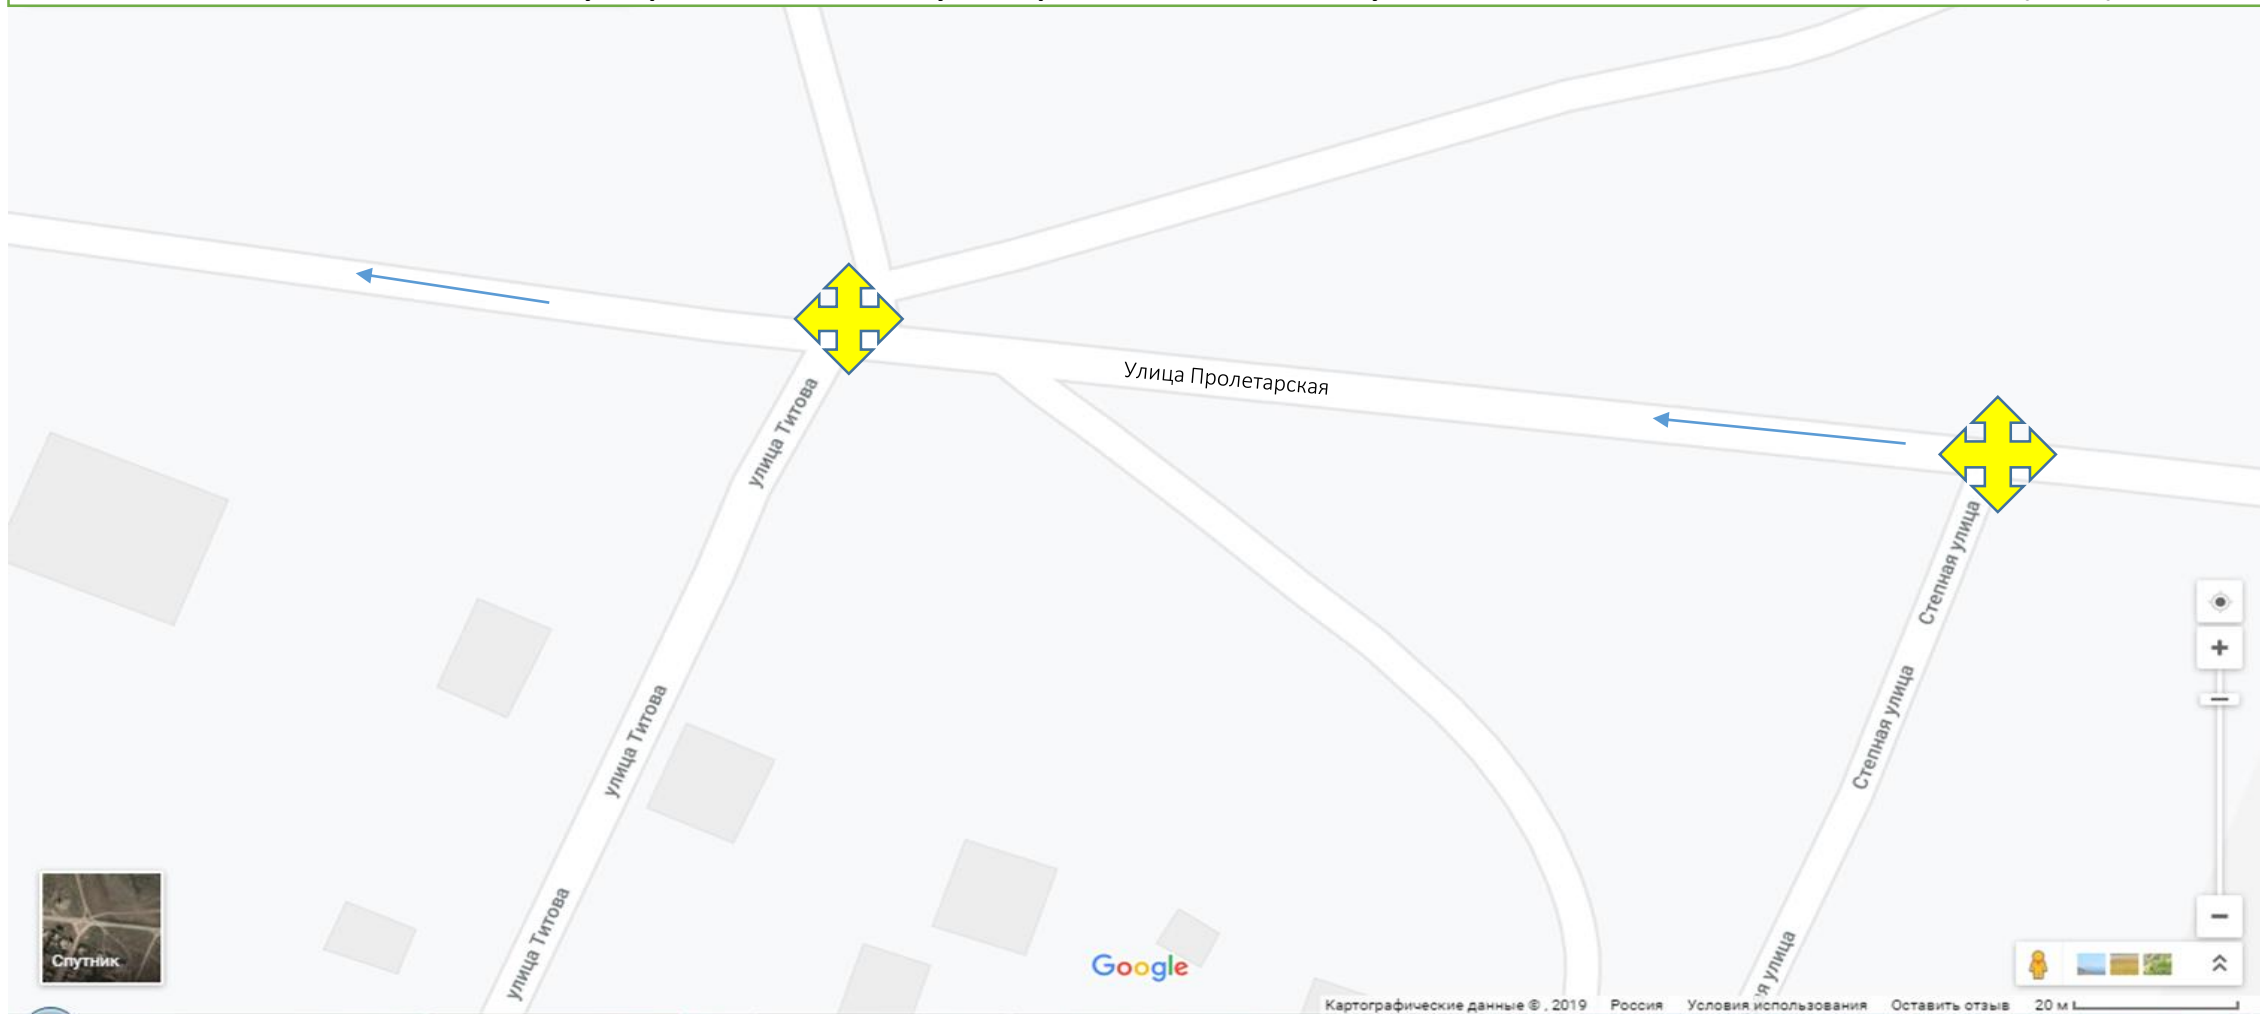 Улица Пролетарская
улица Титова
Степная улица
Степная улица
улица Титова
улица Титова
я улица
Спутник
Google
Картографические данные © , 2019 Россия Условия использования Оставить отзыв 20 м